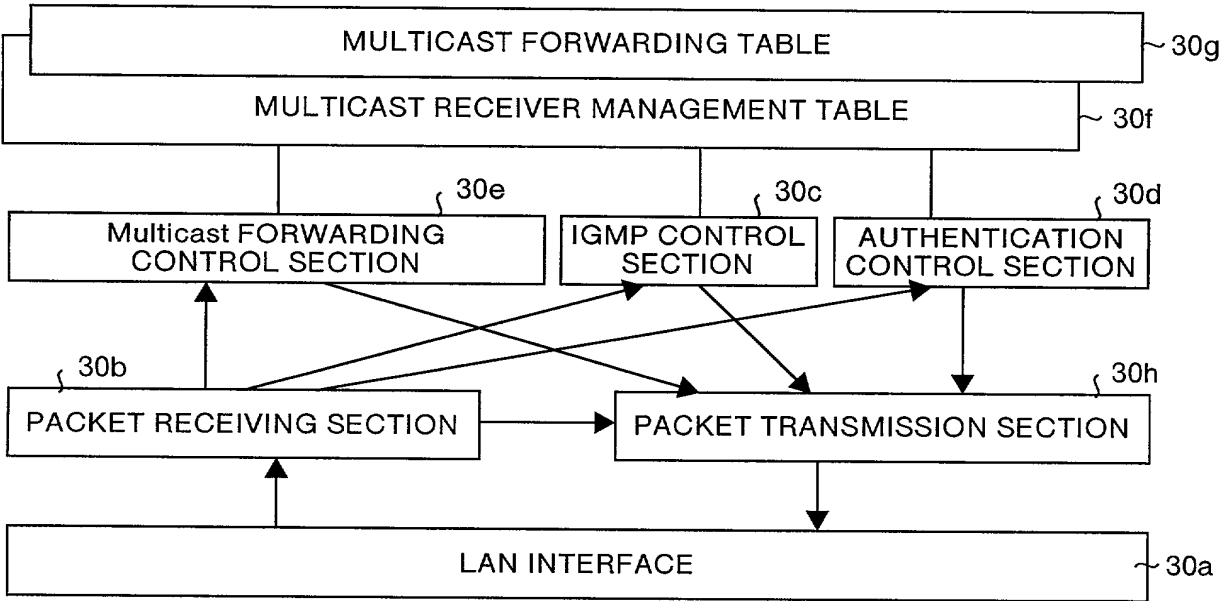 MULTICAST FORWARDING TABLE
30g
MULTICAST RECEIVER MANAGEMENT TABLE
30f
30e
30c
30d
Multicast FORWARDING
CONTROL SECTION
IGMP CONTROL
SECTION
AUTHENTICATION
CONTROL SECTION
30b
30h
PACKET RECEIVING SECTION
PACKET TRANSMISSION SECTION
LAN INTERFACE
30a